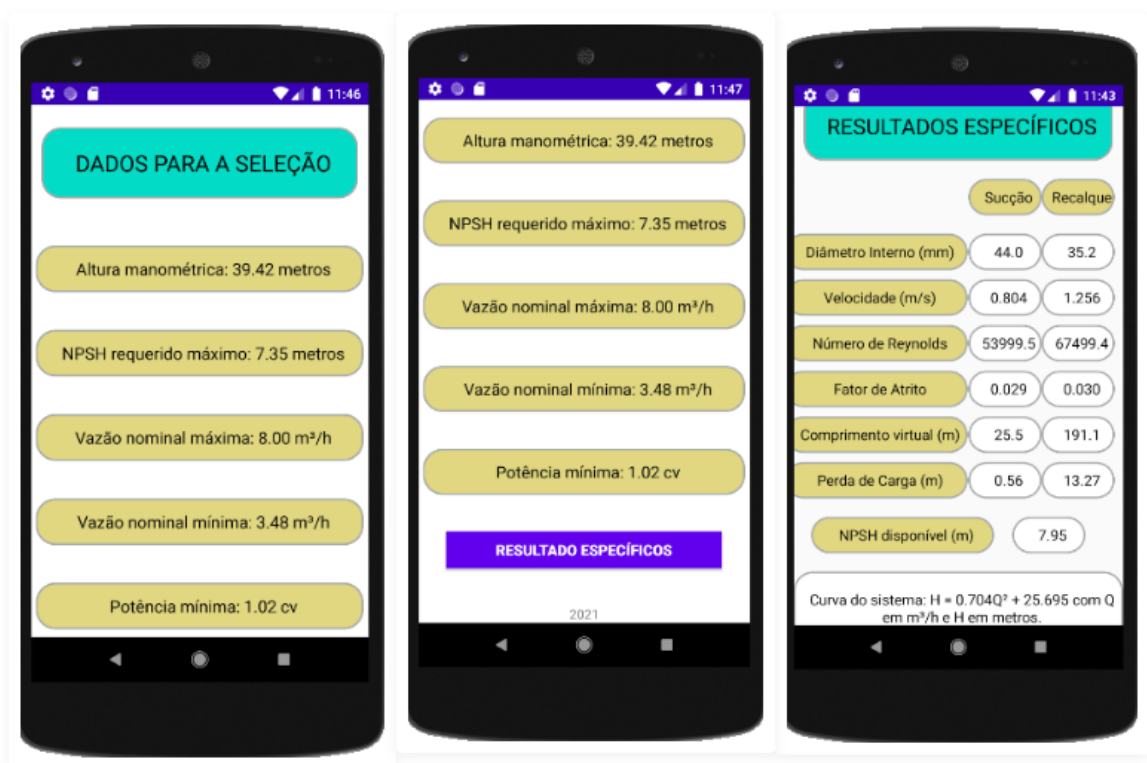 11:46
DADOS PARA A SELEÇÃO
Altura manométrica: 39.42 metros
NPSH requerido máximo: 7.35 metros
Vazão nominal máxima: 8.00 m³/h
Vazão nominal mínima: 3.48 m³/h
Potência mínima: 1.02 cv
11:47
Altura manométrica: 39.42 metros
NPSH requerido máximo: 7.35 metros
Vazão nominal máxima: 8.00 m³/h
Vazão nominal mínima: 3.48 m³/h
Potência mínima: 1.02 cv
RESULTADO ESPECÍFICOS
2021
11:43
RESULTADOS ESPECÍFICOS
Sucção Recalque
Diâmetro Interno (mm) 44.0 35.2
Velocidade (m/s) 0.804 1.256
Número de Reynolds 53999.5 67499.4
Fator de Atrito 0.029 0.030
Comprimento virtual (m) 25.5 191.1
Perda de Carga (m) 0.56 13.27
NPSH disponível (m) 7.95
Curva do sistema: H = 0.704Q² + 25.695 com Q
em m³/h e H em metros.